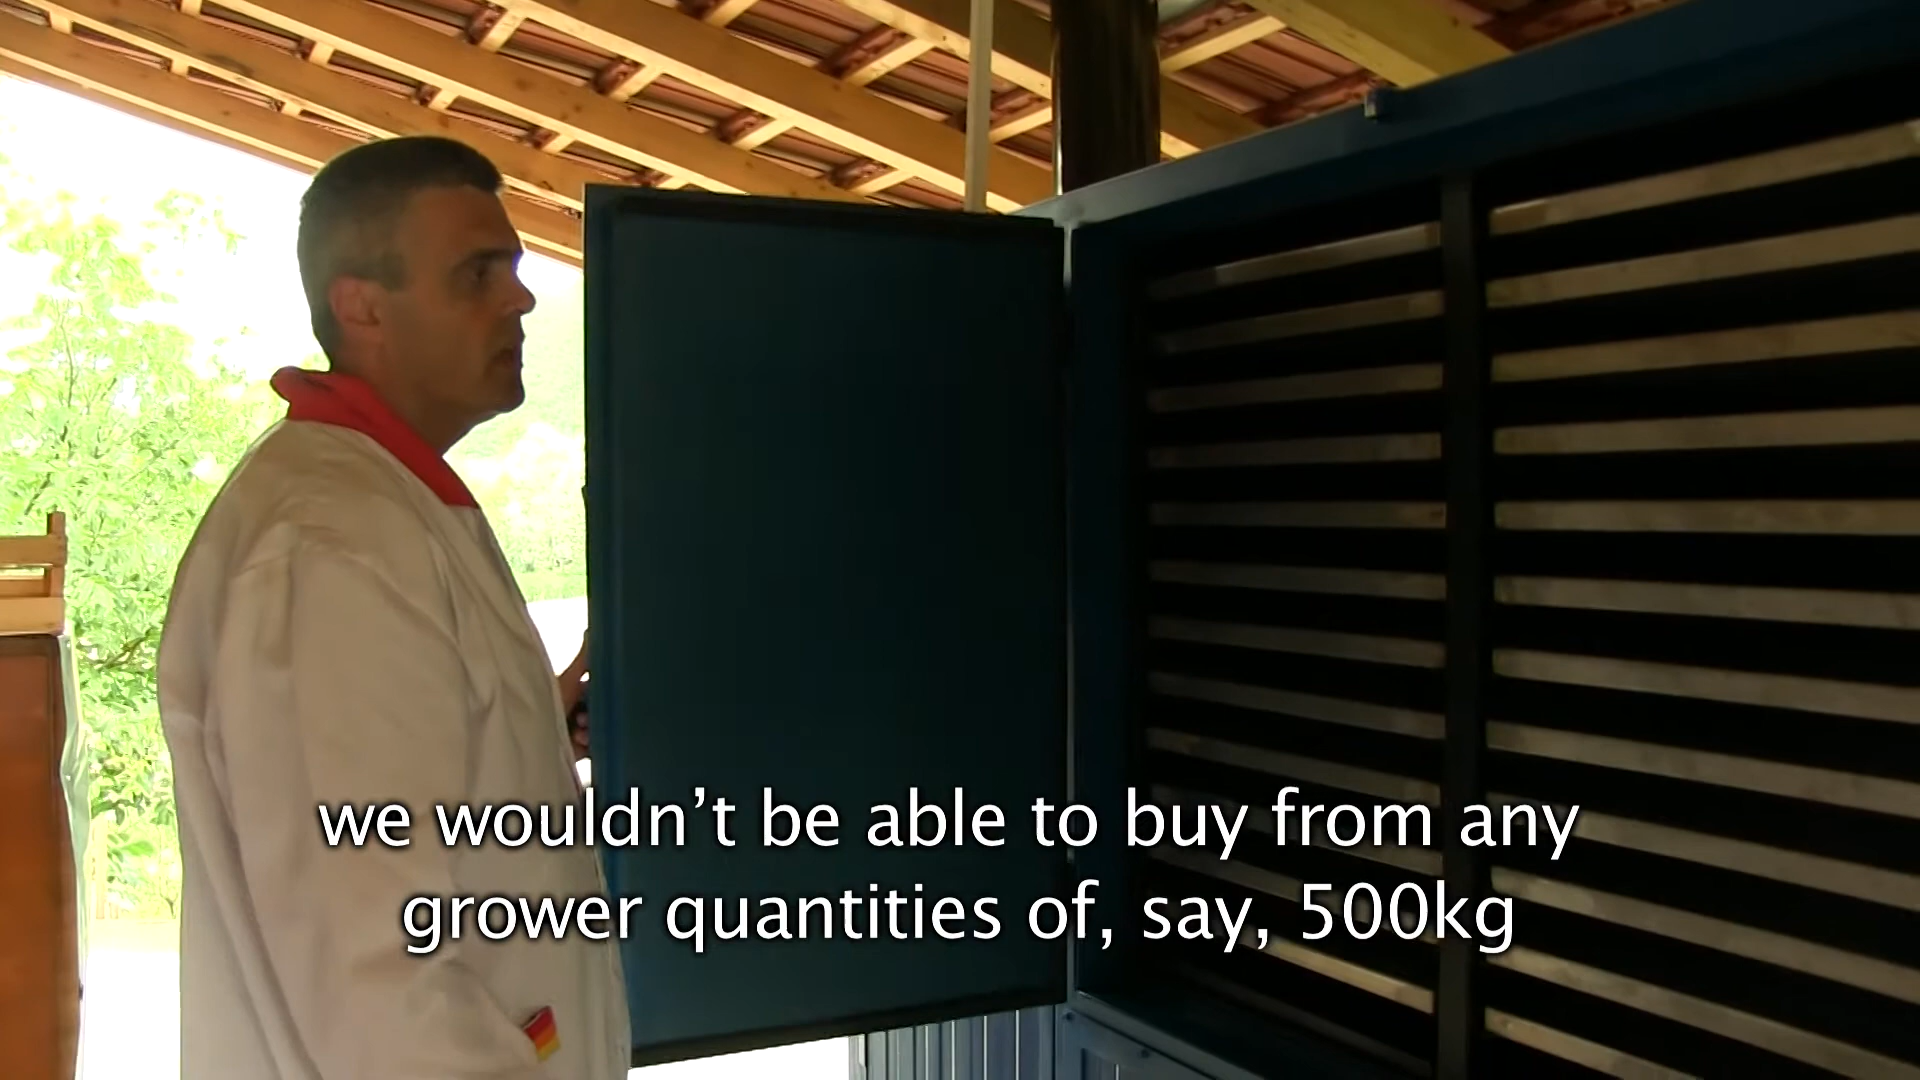 we wouldn’t be able to buy from any
grower quantities of, say, 500kg